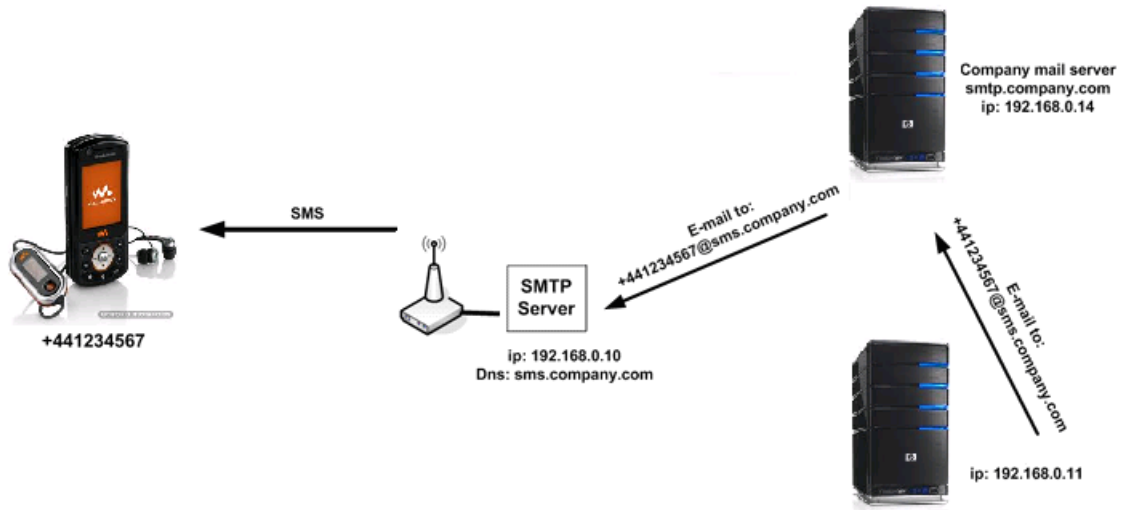 Company mail server
smtp.company.com
ip: 192.168.0.14
SMS
E-mail to:
+441234567@sms.company.com
E-mail to:
+441234567@sms.company.com
SMTP
Server
+441234567
ip: 192.168.0.10
Dns: sms.company.com
ip: 192.168.0.11